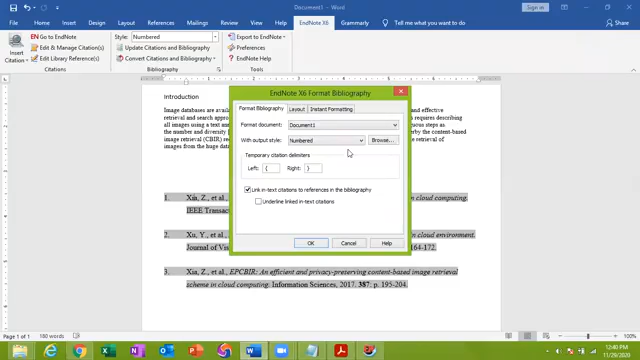 Document1 - Word
Sign in
File Home Insert Design Layout References Mailings Review View EndNote X6 Grammarly Tell me what you want to do Share
EN Go to EndNote Style: Numbered Export to EndNote
Insert Citation Edit & Manage Citation(s) Update Citations and Bibliography Preferences
Edit Library Reference(s) Convert Citations and Bibliography EndNote Help
Citations Bibliography Tools
EndNote X6 Format Bibliography
Format Bibliography Layout Instant Formatting
Format document: Document1
With output style: Numbered Browse...
Temporary citation delimiters
Left: { Right: }
Link in-text citations to references in the bibliography
Underline linked in-text citations
OK Cancel Help
Introduction
Image databases are avai and effective
retrieval and search appro requires describing
all images using a text ma uous steps as
the number and diversity [ by the content-based
image retrieval (CBIR) rec retrieval of
images from the huge data
1. Xia, Z., et al., in cloud computing.
IEEE Transac
2. Xu, Y., et al., n cloud environment.
Journal of Vis 164-172.
3. Xia, Z., et al., EPCBIR: An efficient and privacy-preserving content-based image retrieval
scheme in cloud computing. Information Sciences, 2017. 387: p. 195-204.
Page 1 of 1 180 words 100%
12:40 PM
11/29/2020